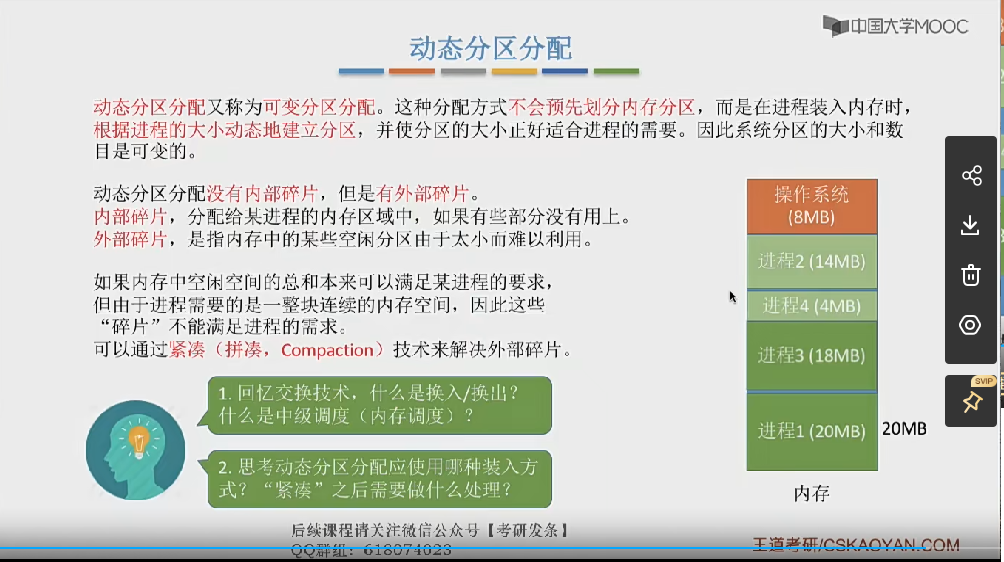 中国大学MOOC
动态分区分配
动态分区分配又称为可变分区分配。这种分配方式不会预先划分内存分区，而是在进程装入内存时，
根据进程的大小动态地建立分区，并使分区的大小正好适合进程的需要。因此系统分区的大小和数
目是可变的。
动态分区分配没有内部碎片，但是有外部碎片。
内部碎片，分配给某进程的内存区域中，如果有些部分没有用上。
外部碎片，是指内存中的某些空闲分区由于太小而难以利用。
如果内存中空闲空间的总和本来可以满足某进程的要求，
但由于进程需要的是一整块连续的内存空间，因此这些
“碎片”不能满足进程的需求。
可以通过紧凑（拼凑，Compaction）技术来解决外部碎片。
1. 回忆交换技术，什么是换入/换出？
什么是中级调度（内存调度）？
2. 思考动态分区分配应使用哪种装入方
式？“紧凑”之后需要做什么处理？
操作系统
(8MB)
进程2 (14MB)
进程4 (4MB)
进程3 (18MB)
进程1 (20MB)
20MB
内存
SVIP
后续课程请关注微信公众号【考研发条】
QQ群组：618074023
王道考研/CSKAOYAN.COM